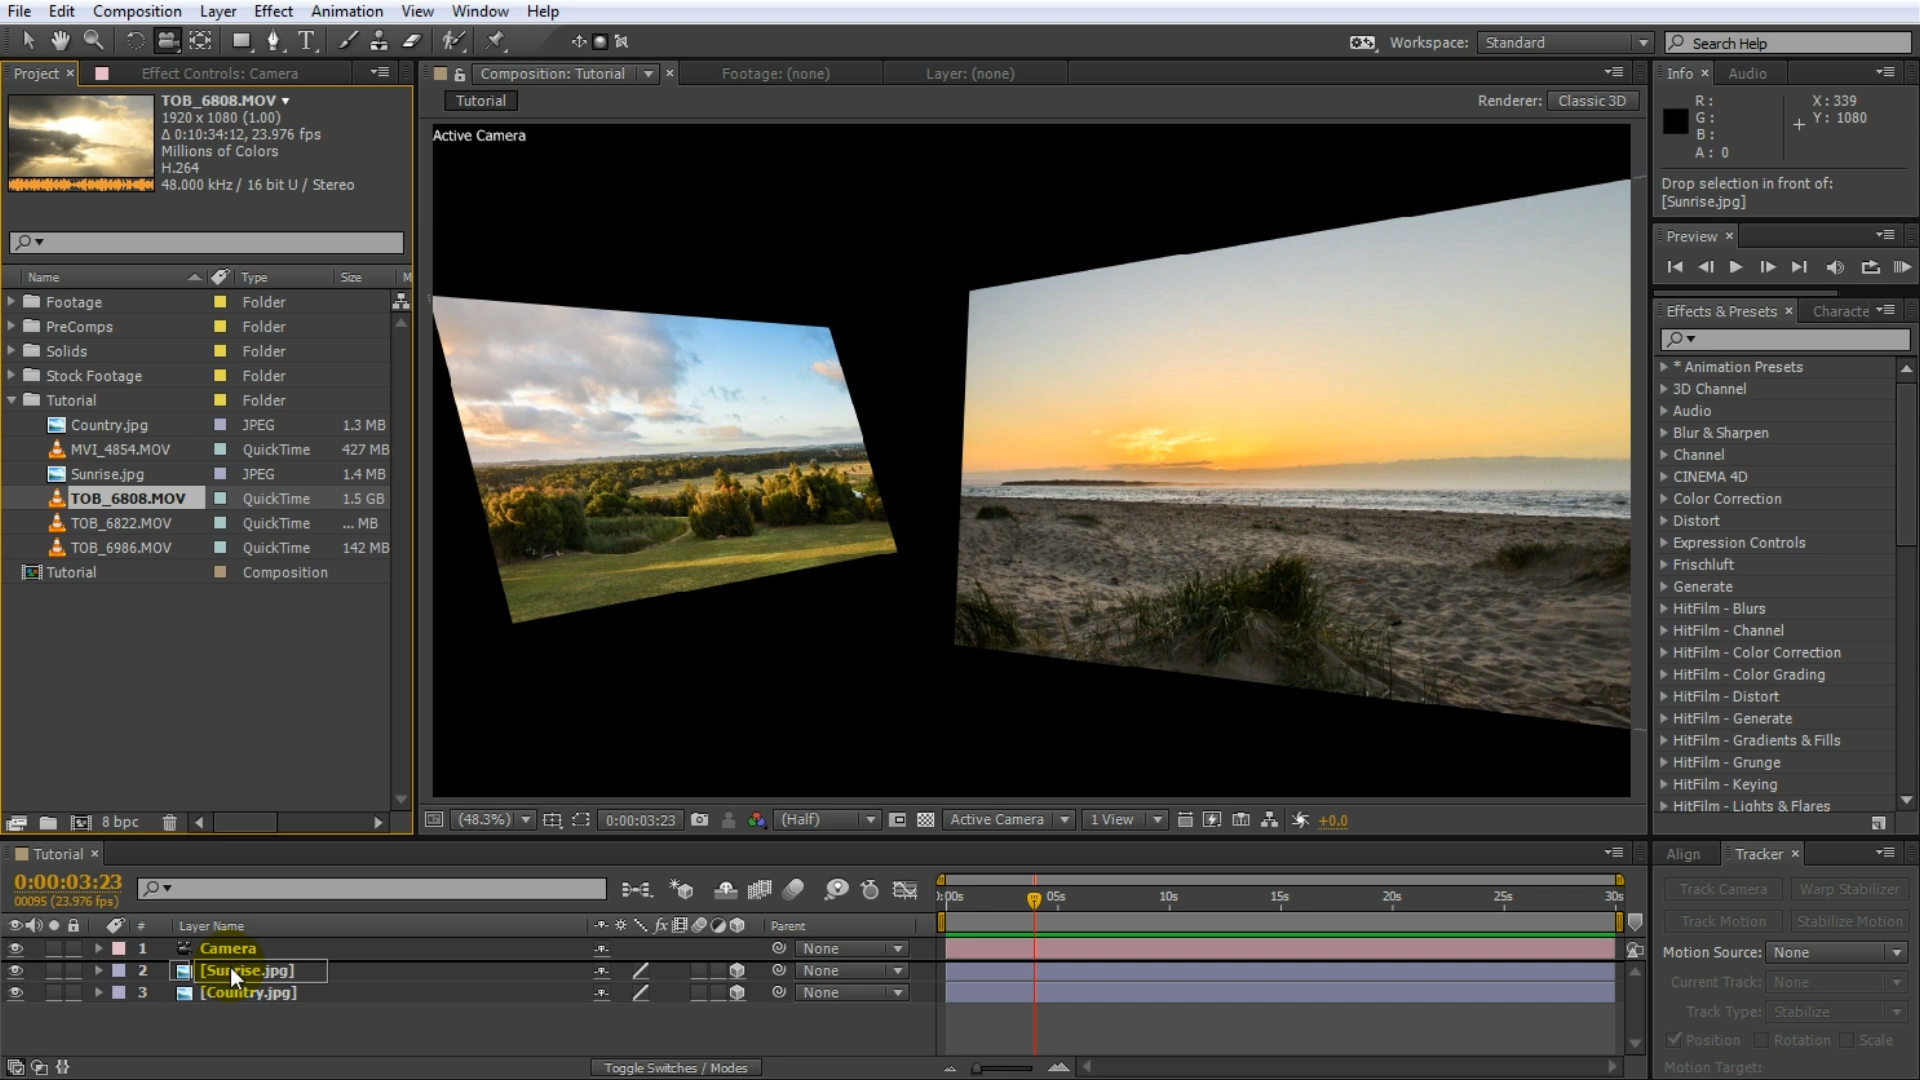 File Edit Composition Layer Effect Animation View Window Help
Workspace: Standard
Search Help
Project × Effect Controls: Camera
TOB_6808.MOV ▼
1920 x 1080 (1.00)
Δ 0:10:34:12, 23.976 fps
Millions of Colors
H.264
48.000 kHz / 16 bit U / Stereo
Name Type Size M
Footage Folder
PreComps Folder
Solids Folder
Stock Footage Folder
Tutorial Folder
Country.jpg JPEG 1.3 MB
MVI_4854.MOV QuickTime 427 MB
Sunrise.jpg JPEG 1.4 MB
TOB_6808.MOV QuickTime 1.5 GB
TOB_6822.MOV QuickTime ... MB
TOB_6986.MOV QuickTime 142 MB
Tutorial Composition
8 bpc
Composition: Tutorial × Footage: (none) Layer: (none)
Tutorial
Renderer: Classic 3D
Active Camera
(48.3%) 0:00:03:23 (Half) Active Camera 1 View +0.0
Info × Audio
R: X: 339
G: Y: 1080
B:
A: 0
Drop selection in front of:
[Sunrise.jpg]
Preview ×
Effects & Presets × Characte
* Animation Presets
3D Channel
Audio
Blur & Sharpen
Channel
CINEMA 4D
Color Correction
Distort
Expression Controls
Frischluft
Generate
HitFilm - Blurs
HitFilm - Channel
HitFilm - Color Correction
HitFilm - Color Grading
HitFilm - Distort
HitFilm - Generate
HitFilm - Gradients & Fills
HitFilm - Grunge
HitFilm - Keying
HitFilm - Lights & Flares
Tutorial ×
0:00:03:23
00095 (23.976 fps)
# Layer Name fx Parent
1 Camera None
2 [Sunrise.jpg] None
3 [Country.jpg] None
):00s 05s 10s 15s 20s 25s 30s
Toggle Switches / Modes
Align Tracker ×
Track Camera Warp Stabilizer
Track Motion Stabilize Motion
Motion Source: None
Current Track: None
Track Type: Stabilize
Position Rotation Scale
Motion Target: